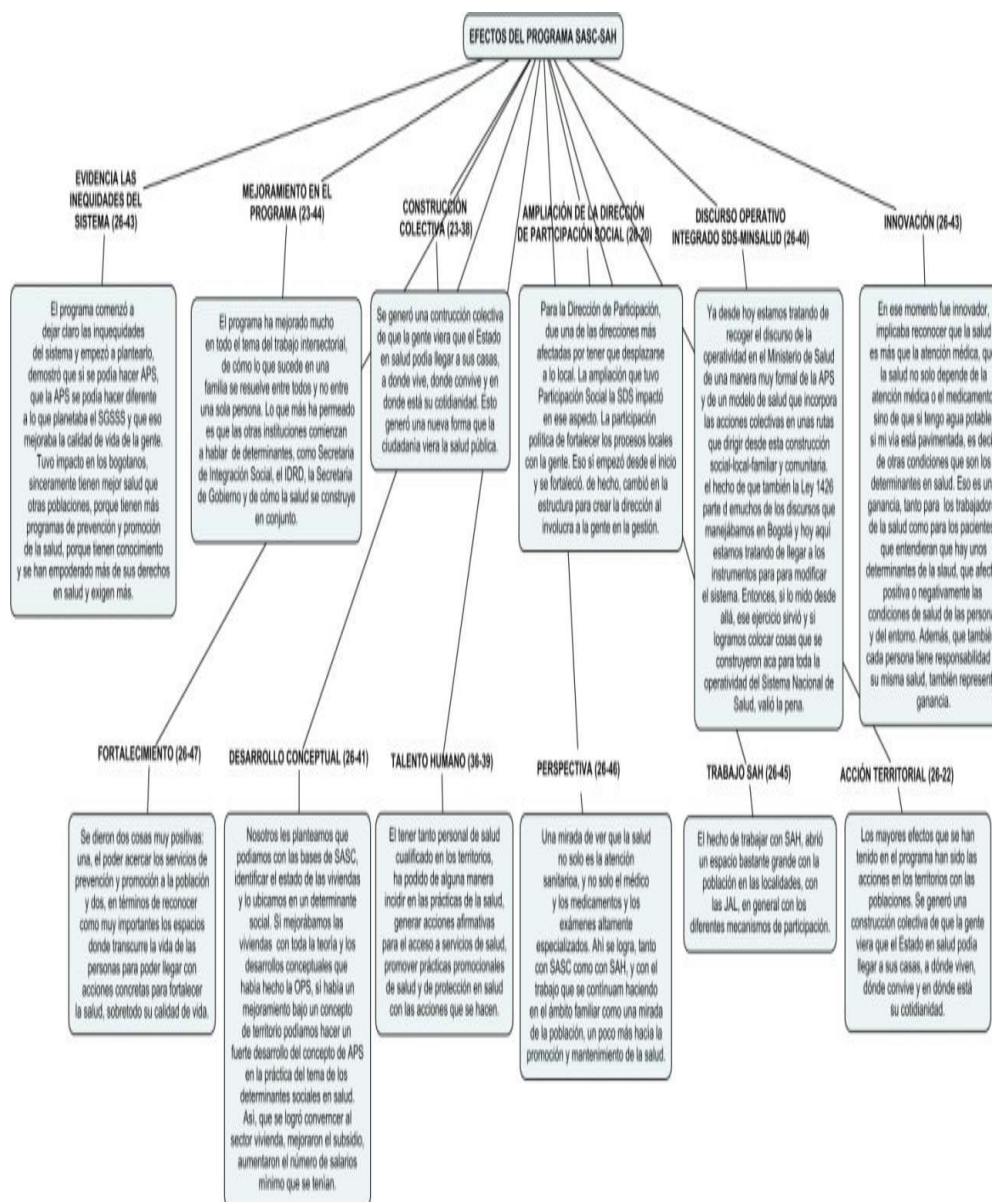 EFECTOS DEL PROGRAMA SASC-SAH
EVIDENCIA LAS
INEQUIDADES DEL
SISTEMA (26-43)
El programa comenzó a
dejar claro las inquequidades
del sistema y empezó a plantearlo,
demostró que si se podía hacer APS,
que la APS se podía hacer diferente
a lo que planetaba el SGSSS y que eso
mejoraba la calidad de vida de la gente.
Tuvo impacto en los bogotanos,
sinceramente tienen mejor salud que
otras poblaciones, porque tienen más
programas de prevención y promoción
de la salud, porque tienen conocimiento
y se han empoderado más de sus derechos
en salud y exigen más.
MEJORAMIENTO EN EL
PROGRAMA (23-44)
El programa ha mejorado mucho
en todo el tema del trabajo intersectorial,
de cómo lo que sucede en una
familia se resuelve entre todos y no entre
una sola persona. Lo que más ha permeado
es que las otras instituciones comienzan
a hablar de determinantes, como Secretaria
de Integración Social, el IDRD, la Secretaria
de Gobierno y de cómo la salud se construye
en conjunto.
CONSTRUCCIÓN
COLECTIVA (23-38)
Se generó una contrucción colectiva
de que la gente viera que el Estado
en salud podía llegar a sus casas,
a donde vive, donde convive y en
donde está su cotidianidad. Esto
generó una nueva forma que la
ciudadanía viera la salud pública.
AMPLIACIÓN DE LA DIRECCIÓN
DE PARTICIPACIÓN SOCIAL (26-20)
Para la Dirección de Participación,
due una de las direcciones más
afectadas por tener que desplazarse
a lo local. La ampliación que tuvo
Participación Social la SDS impactó
en ese aspecto. La participación
política de fortalecer los procesos locales
con la gente. Eso si empezó desde el inicio
y se fortaleció. de hecho, cambió en la
estructura para crear la dirección al
involucra a la gente en la gestión.
DISCURSO OPERATIVO
INTEGRADO SDS-MINSALUD (26-40)
Ya desde hoy estamos tratando de
recoger el discurso de la
operatividad en el Ministerio de Salud
de una manera muy formal de la APS
y de un modelo de salud que incorpora
las acciones colectivas en unas rutas
que dirigir desde esta construcción
social-local-familiar y comunitaria.
el hecho de que también la Ley 1426
parte d emuchos de los discursos que
manejábamos en Bogotá y hoy aquí
estamos tratando de llegar a los
instrumentos para para modificar
el sistema. Entonces, si lo mido desde
allá, ese ejercicio sirvió y si
logramos colocar cosas que se
construyeron aca para toda la
operatividad del Sistema Nacional de
Salud, valió la pena.
INNOVACIÓN (26-43)
En ese momento fue innovador,
implicaba reconocer que la salud
es más que la atención médica, que
la salud no solo depende de la
atención médica o el medicamento
sino de que si tengo agua potable
si mi vía está pavimentada, es deci
de otras condiciones que son los
determinantes en salud. Eso es un
ganancia, tanto para los trabajador
de la salud como para los pacientes
que entendieran que hay unos
determinantes de la slaud, que afect
positiva o negativamente las
condiciones de salud de las persona
y del entorno. Además, que tambié
cada persona tiene responsabilidad
su misma salud, también represent
ganancia.
FORTALECIMIENTO (26-47)
Se dieron dos cosas muy positivas:
una, el poder acercar los servicios de
prevención y promoción a la población
y dos, en términos de reconocer
como muy importantes los espacios
donde transcurre la vida de las
personas para poder llegar con
acciones concretas para fortalecer
la salud, sobretodo su calidad de vida.
DESARROLLO CONCEPTUAL (26-41)
Nosotros les planteamos que
podíamos con las bases de SASC,
identificar el estado de las viviendas
y lo ubicamos en un determinante
social. Si mejorábamos las
viviendas con toda la teoría y los
desarrollos conceptuales que
había hecho la OPS, si había un
mejoramiento bajo un concepto
de territorio podíamos hacer un
fuerte desarrollo del concepto de APS
en la práctica del tema de los
determinantes sociales en salud.
Asi, que se logró converncer al
sector vivienda, mejoraron el subsidio,
aumentaron el número de salarios
mínimo que se tenían.
TALENTO HUMANO (36-39)
El tener tanto personal de salud
cualificado en los territorios,
ha podido de alguna manera
incidir en las prácticas de la salud,
generar acciones afirmativas
para el acceso a servicios de salud,
promover prácticas promocionales
de salud y de protección en salud
con las acciones que se hacen.
PERSPECTIVA (26-46)
Una mirada de ver que la salud
no solo es la atención
sanitaria, y no solo el médico
y los medicamentos y los
exámenes altamente
especializados. Ahí se logra, tanto
con SASC como con SAH, y con el
trabajo que se continuam haciendo
en el ámbito familiar como una mirada
de la población, un poco más hacia la
promoción y mantenimiento de la salud.
TRABAJO SAH (26-45)
El hecho de trabajar con SAH, abrió
un espacio bastante grande con la
población en las localidades, con
las JAL, en general con los
diferentes mecanismos de participación.
ACCIÓN TERRITORIAL (26-22)
Los mayores efectos que se han
tenido en el programa han sido las
acciones en los territorios con las
poblaciones. Se generó una
construcción colectiva de que la gente
viera que el Estado en salud podía
llegar a sus casas, a dónde viven,
dónde convive y en dónde está
su cotidianidad.